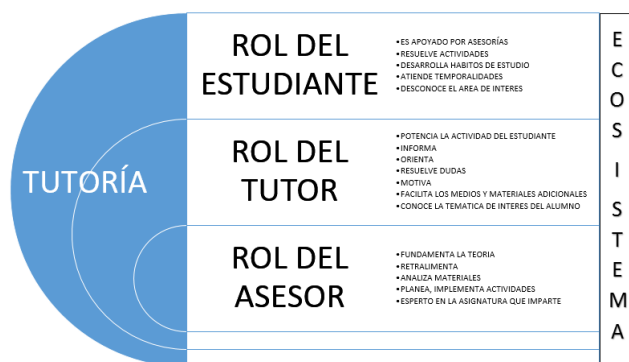 TUTORÍA
ROL DEL
ESTUDIANTE
•ES APOYADO POR ASESORÍAS
•RESUELVE ACTIVIDADES
•DESARROLLA HABITOS DE ESTUDIO
•ATIENDE TEMPORALIDADES
•DESCONOCE EL AREA DE INTERES
ROL DEL
TUTOR
•POTENCIA LA ACTIVIDAD DEL ESTUDIANTE
•INFORMA
•ORIENTA
•RESUELVE DUDAS
•MOTIVA
•FACILITA LOS MEDIOS Y MATERIALES ADICIONALES
•CONOCE LA TEMATICA DE INTERES DEL ALUMNO
ROL DEL
ASESOR
•FUNDAMENTA LA TEORIA
•RETRALIMENTA
•ANALIZA MATERIALES
•PLANEA, IMPLEMENTA ACTIVIDADES
•ESPERTO EN LA ASIGNATURA QUE IMPARTE
ECOSISTEMA